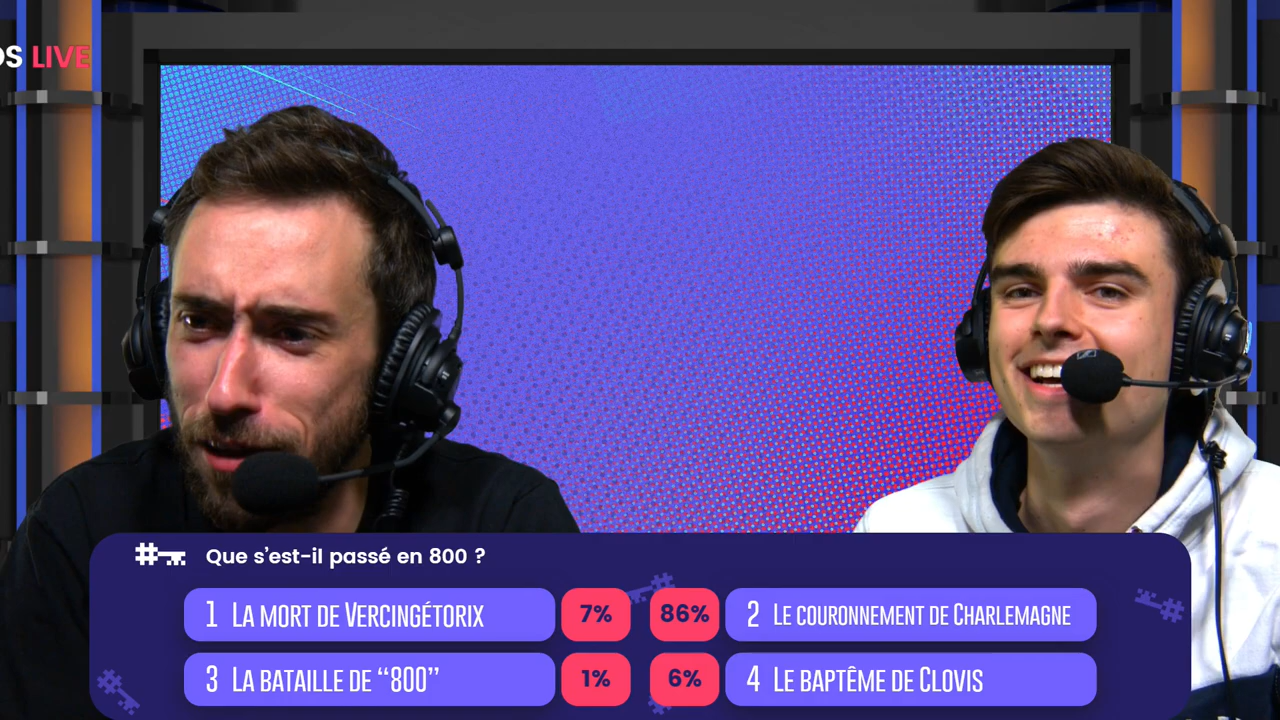 OS LIVE
Que s'est-il passé en 800 ?
1 La mort de Vercingétorix 7%
86% 2 Le couronnement de Charlemagne
3 La bataille de “800” 1%
6% 4 Le baptême de Clovis